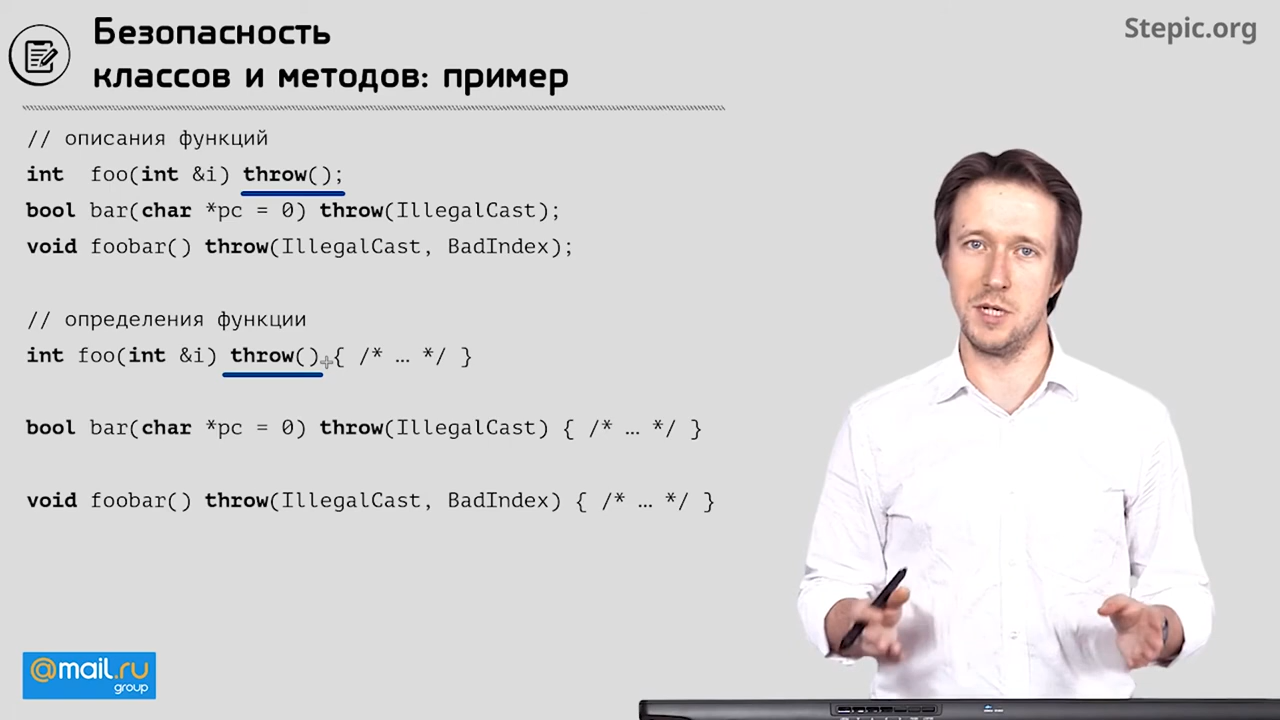 Безопасность
классов и методов: пример
Stepic.org
// описания функций
int foo(int &i) throw();
bool bar(char *pc = 0) throw(IllegalCast);
void foobar() throw(IllegalCast, BadIndex);
// определения функции
int foo(int &i) throw() { /* … */ }
bool bar(char *pc = 0) throw(IllegalCast) { /* … */ }
void foobar() throw(IllegalCast, BadIndex) { /* … */ }
@mail.ru
group